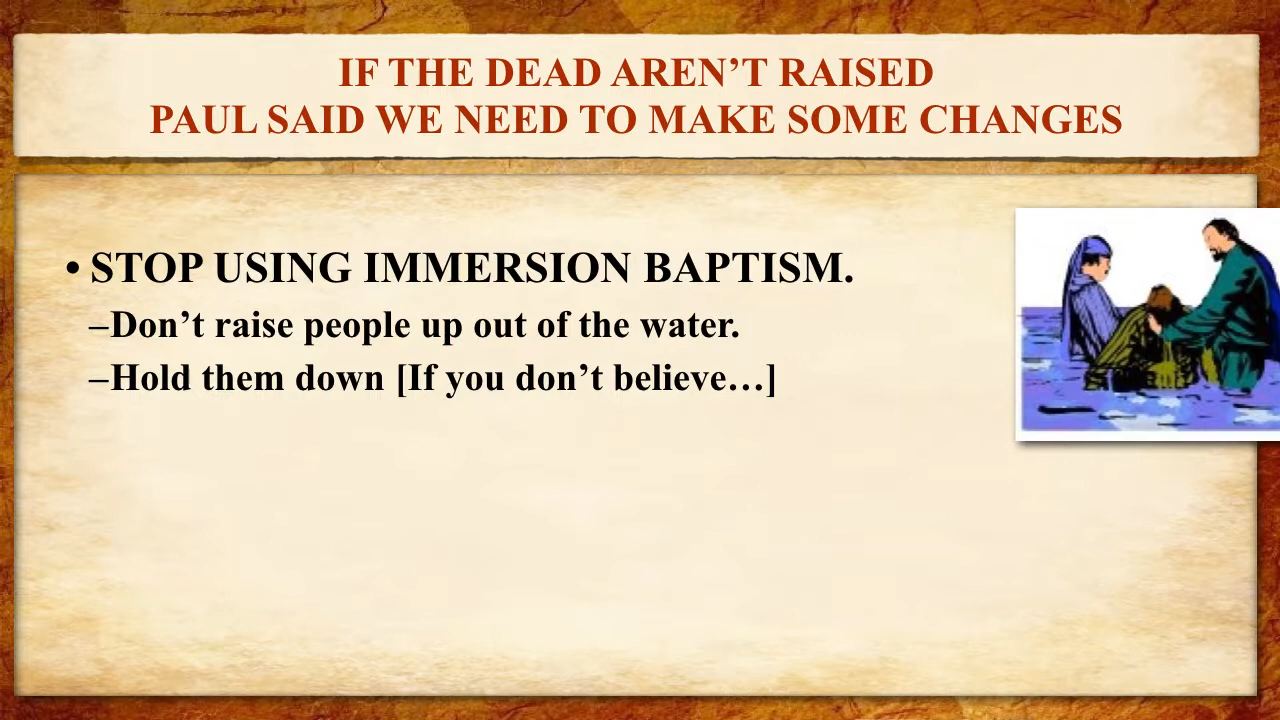 IF THE DEAD AREN’T RAISED
PAUL SAID WE NEED TO MAKE SOME CHANGES
• STOP USING IMMERSION BAPTISM.
–Don’t raise people up out of the water.
–Hold them down [If you don’t believe…]